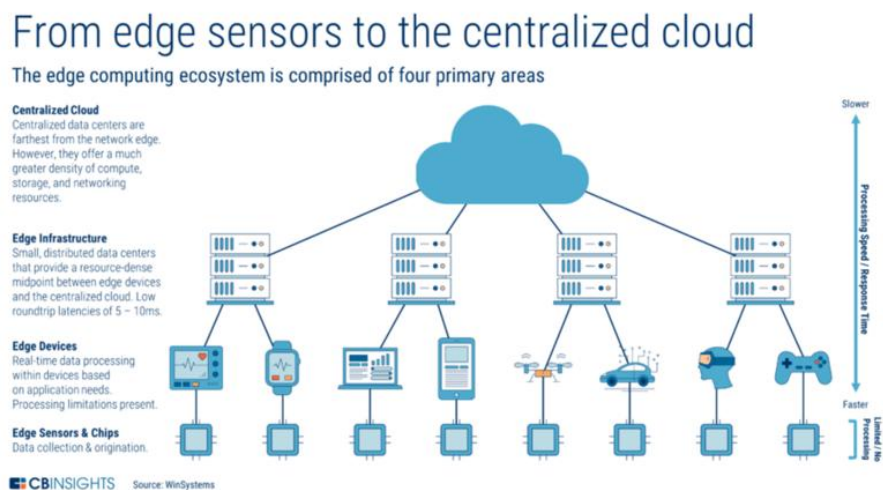 From edge sensors to the centralized cloud
The edge computing ecosystem is comprised of four primary areas
Centralized Cloud
Centralized data centers are
farthest from the network edge.
However, they offer a much
greater density of compute,
storage, and networking
resources.
Edge Infrastructure
Small, distributed data centers
that provide a resource-dense
midpoint between edge devices
and the centralized cloud. Low
roundtrip latencies of 5 – 10ms.
Edge Devices
Real-time data processing
within devices based
on application needs.
Processing limitations present.
Edge Sensors & Chips
Data collection & origination.
Slower
Processing Speed / Response Time
Faster
Limited / No
Processing
CBINSIGHTS
Source: WinSystems